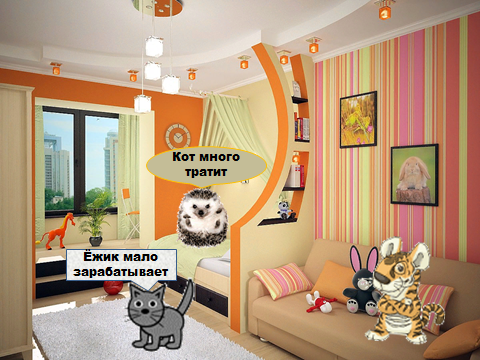 Кот много
тратит
Ёжик мало
зарабатывает